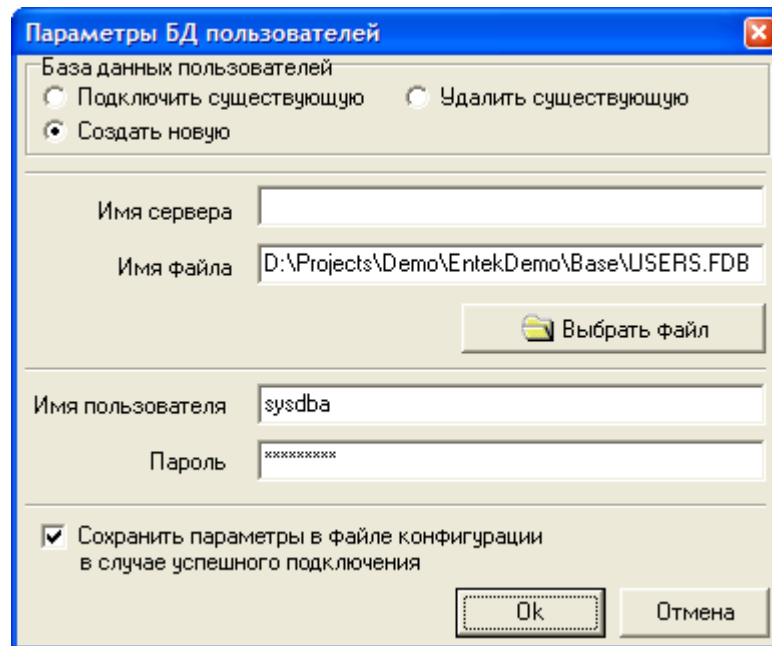 Параметры БД пользователей
База данных пользователей
Подключить существующую Удалить существующую
Создать новую
Имя сервера
Имя файла D:\Projects\Demo\EntekDemo\Base\USERS.FDB
Выбрать файл
Имя пользователя sysdba
Пароль *********
Сохранить параметры в файле конфигурации
в случае успешного подключения
Ok Отмена